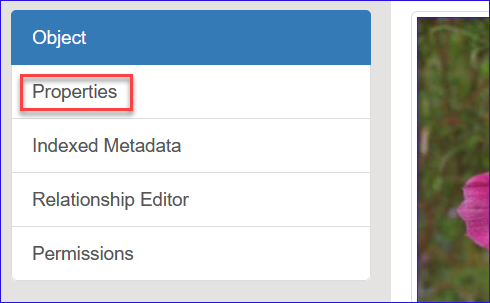 Object
Properties
Indexed Metadata
Relationship Editor
Permissions